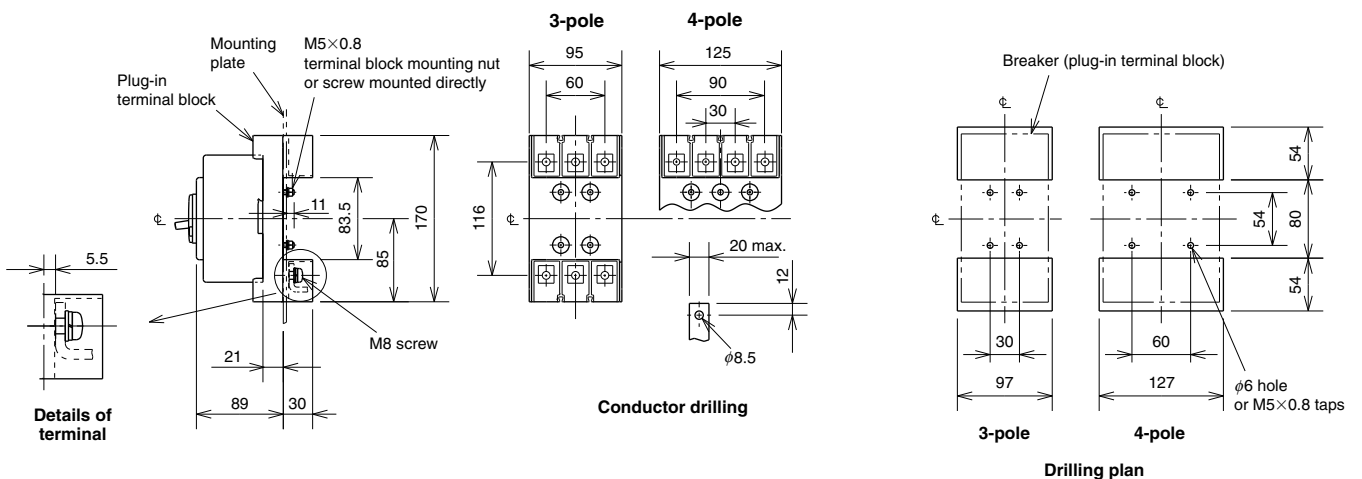 3-pole
4-pole
Mounting
plate
M5×0.8
terminal block mounting nut
or screw mounted directly
95
125
60
90
30
Plug-in
terminal block
Breaker (plug-in terminal block)
℄
℄
54
11
83.5
170
116
℄
℄
85
54
80
℄
5.5
20 max.
12
54
M8 screw
ϕ8.5
21
30
60
ϕ6 hole
or M5×0.8 taps
89
30
97
127
Details of
terminal
Conductor drilling
3-pole
4-pole
Drilling plan